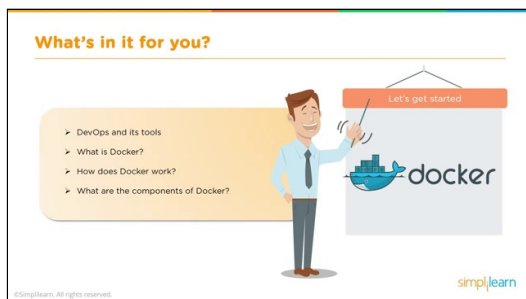 What's in it for you?
Let's get started
➢ DevOps and its tools
➢ What is Docker?
➢ How does Docker work?
➢ What are the components of Docker?
docker
©Simplilearn. All rights reserved.
simplilearn